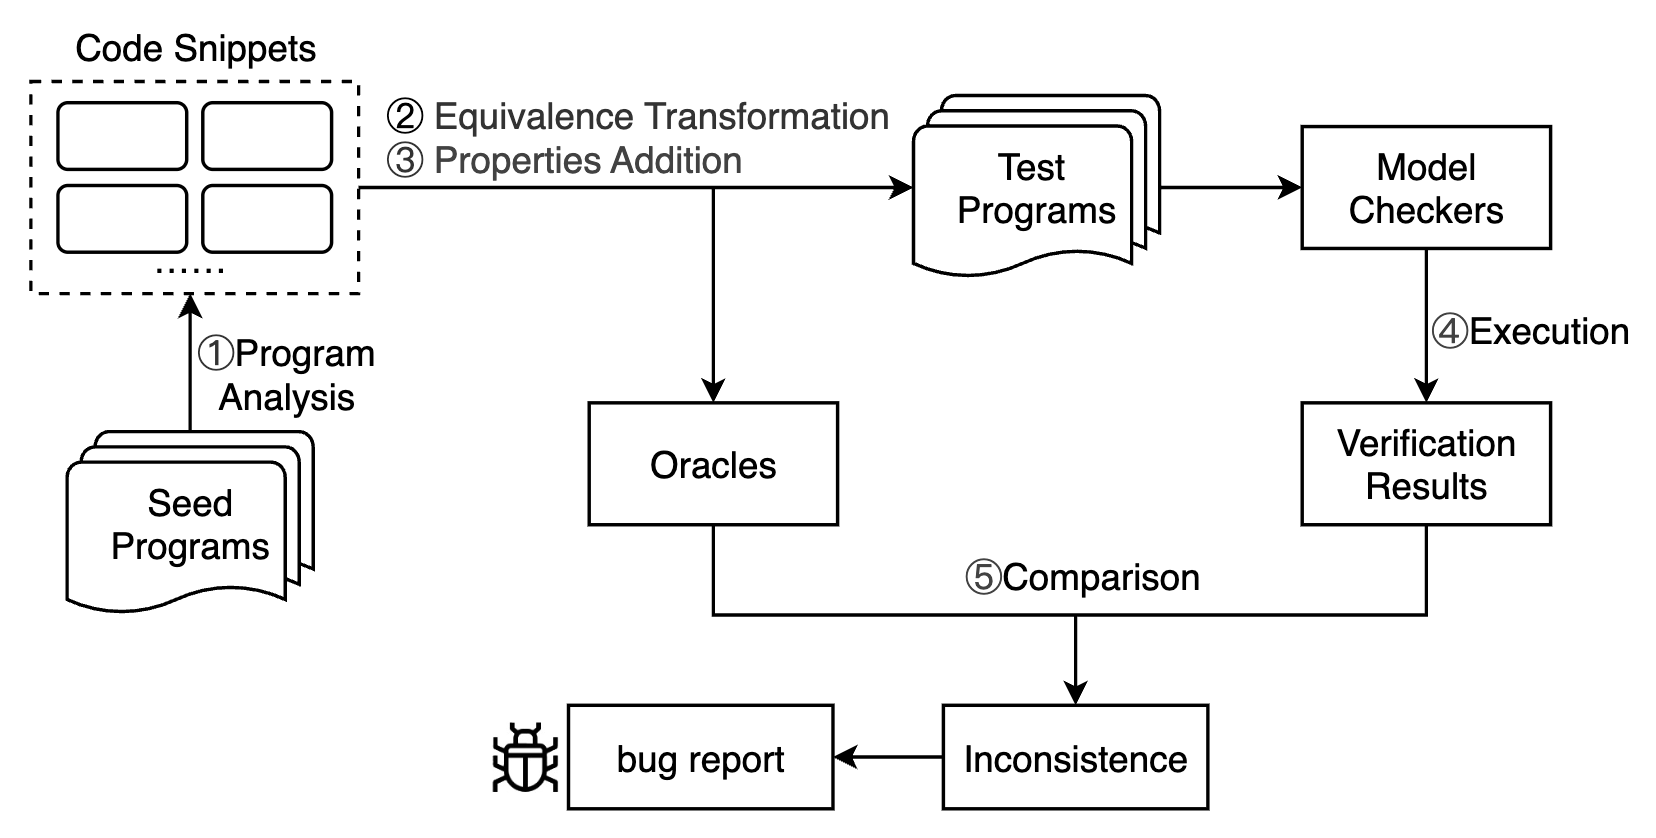 Code Snippets
......
② Equivalence Transformation
③ Properties Addition
Test
Programs
Model
Checkers
①Program
Analysis
④Execution
Seed
Programs
Oracles
Verification
Results
⑤Comparison
bug report
Inconsistence